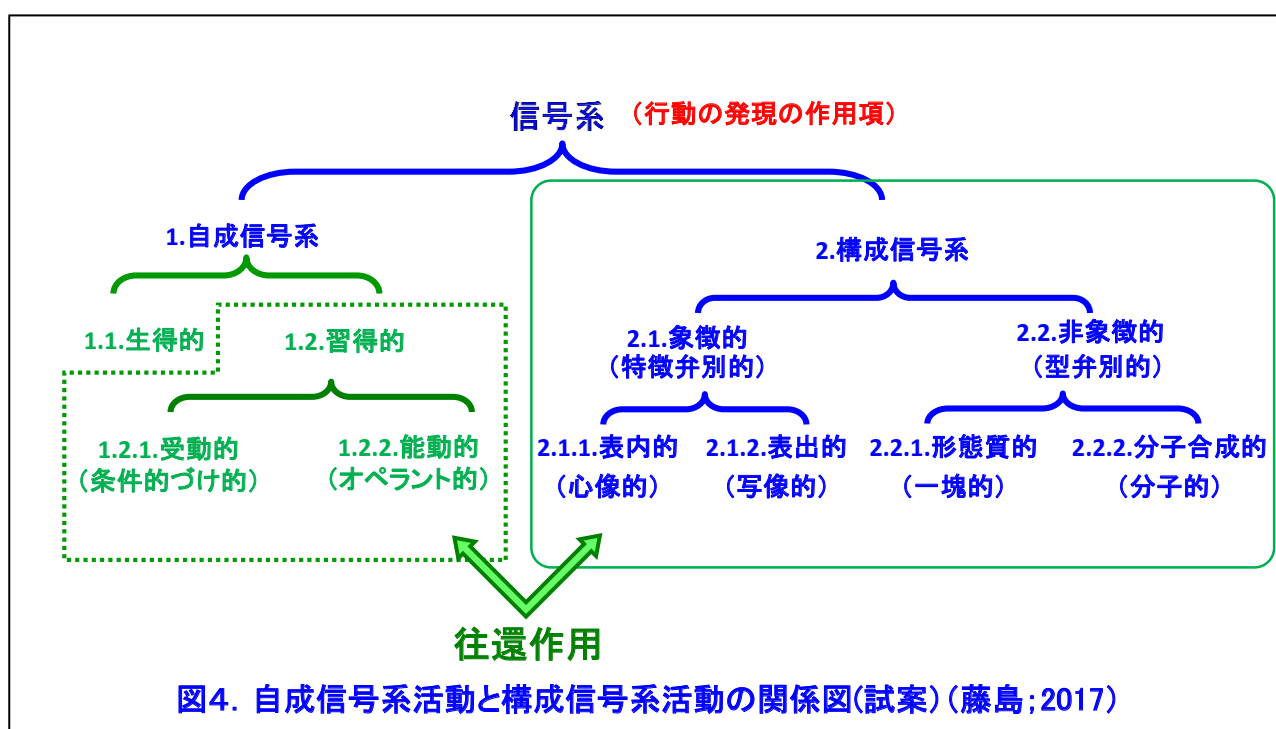 信号系 （行動の発現の作用項）
1.自成信号系
2.構成信号系
1.1.生得的
1.2.習得的
2.1.象徴的
（特徴弁別的）
2.2.非象徴的
（型弁別的）
1.2.1.受動的
（条件的づけ的）
1.2.2.能動的
（オペラント的）
2.1.1.表内的
（心像的）
2.1.2.表出的
（写像的）
2.2.1.形態質的
（一塊的）
2.2.2.分子合成的
（分子的）
往還作用
図４．自成信号系活動と構成信号系活動の関係図(試案)（藤島；2017）